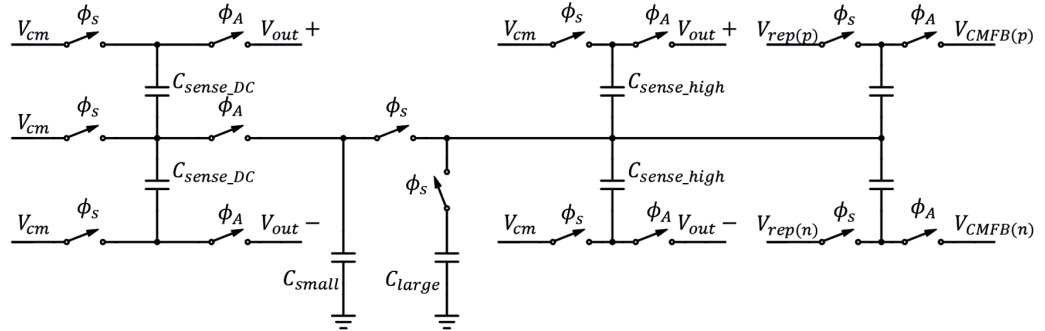 V_cm ϕ_s ϕ_A V_out + V_cm ϕ_s ϕ_A V_out + V_rep(p) ϕ_s ϕ_A V_CMFB(p)
C_sense_DC C_sense_high
V_cm ϕ_s ϕ_A ϕ_s
C_sense_DC ϕ_s C_sense_high
V_cm ϕ_s ϕ_A V_out − V_cm ϕ_s ϕ_A V_out − V_rep(n) ϕ_s ϕ_A V_CMFB(n)
C_small C_large